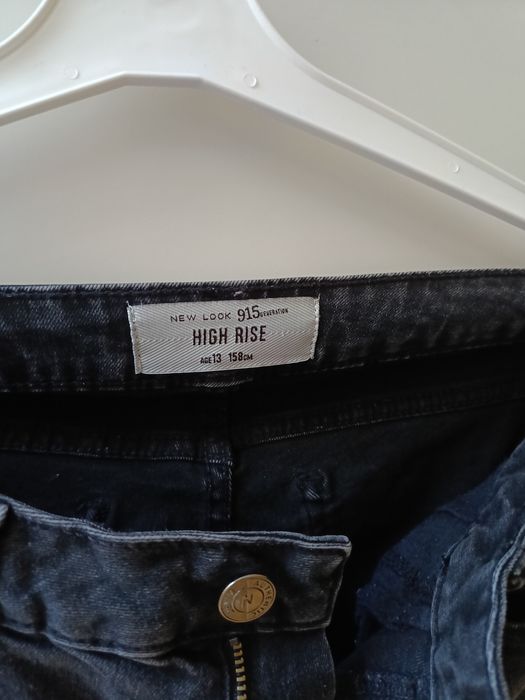 NEW LOOK 915 GENERATION
HIGH RISE
AGE 13 158CM